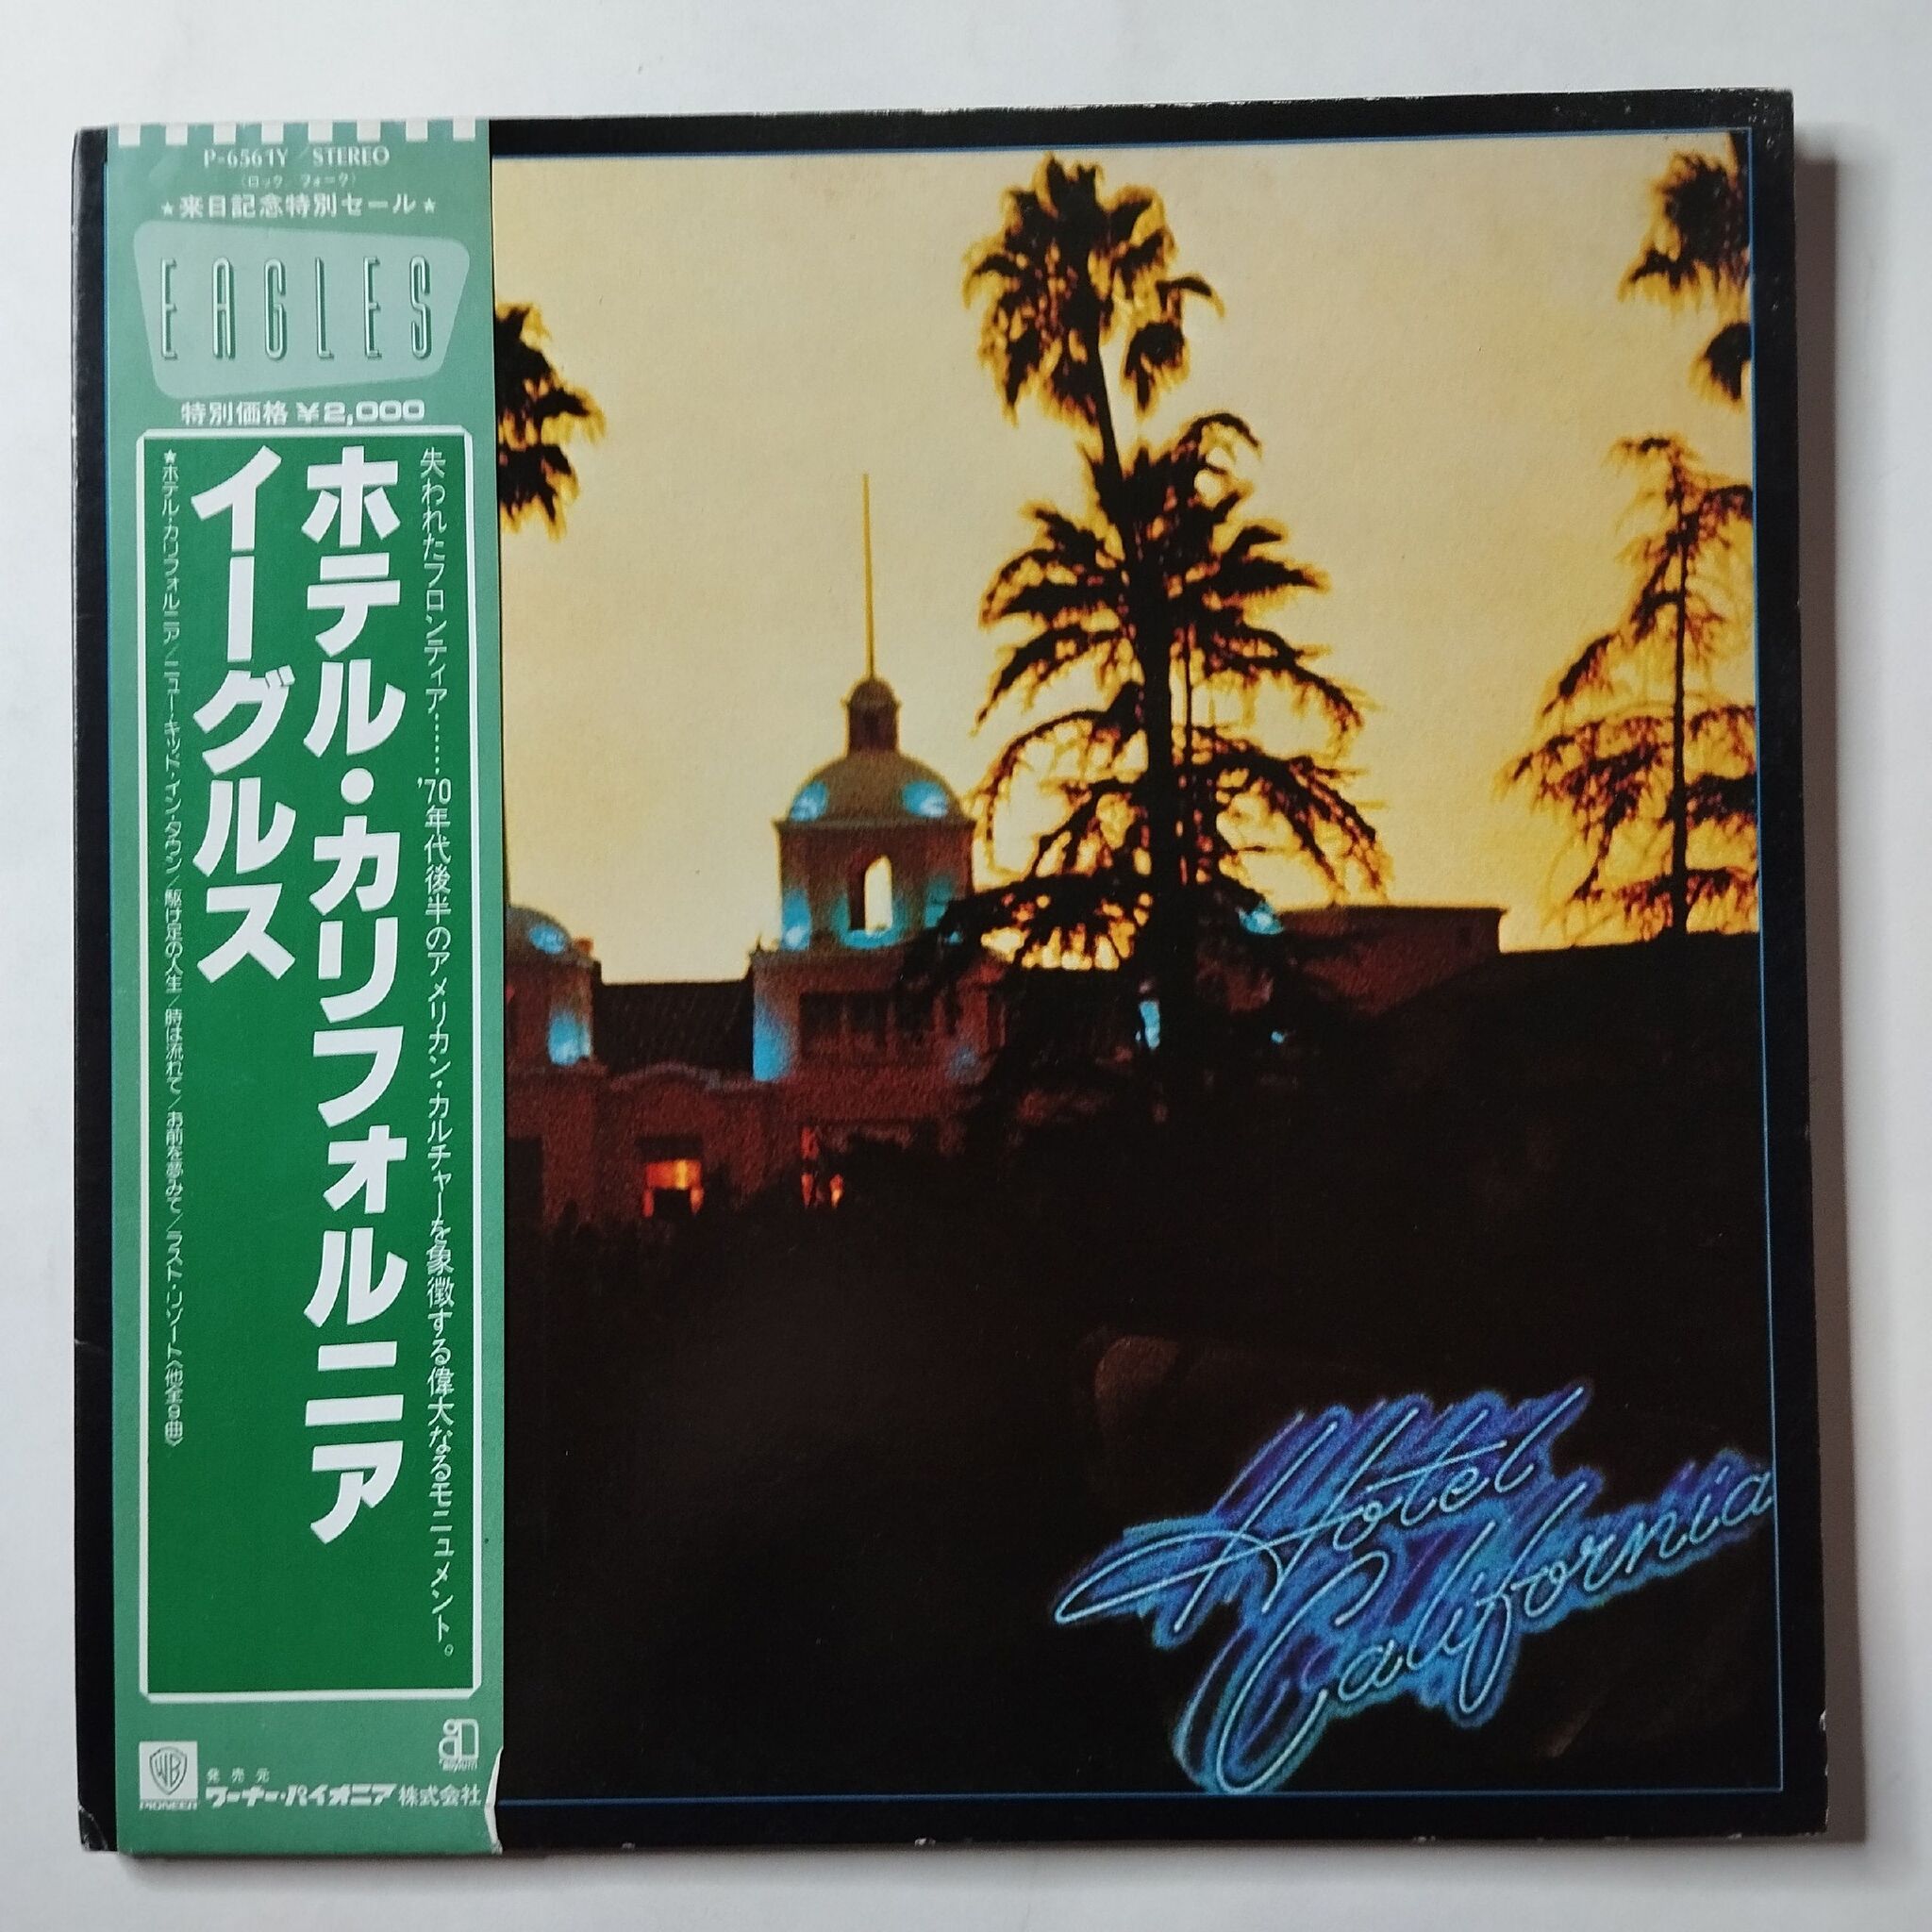 P-6561Y／STEREO
（ロック フォーク）
★来日記念特別セール★
EAGLES
特別価格 ¥2,000
失われたフロンティア……'70年代後半のアメリカン・カルチャーを象徴する偉大なるモニュメント。
ホテル・カリフォルニア
イーグルス
★ホテル・カリフォルニア／ニュー・キッド・イン・タウン／駆け足の人生／時は流れて／お前を夢みて／ラスト・リゾート《他全9曲》
Hotel
California
WB
PIONEER
発売元
ワーナー・パイオニア株式会社